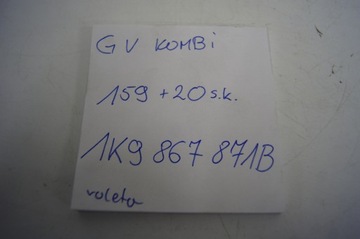 GV KOMBi
159 + 20 s.k.
1K9 867 871B
roleta